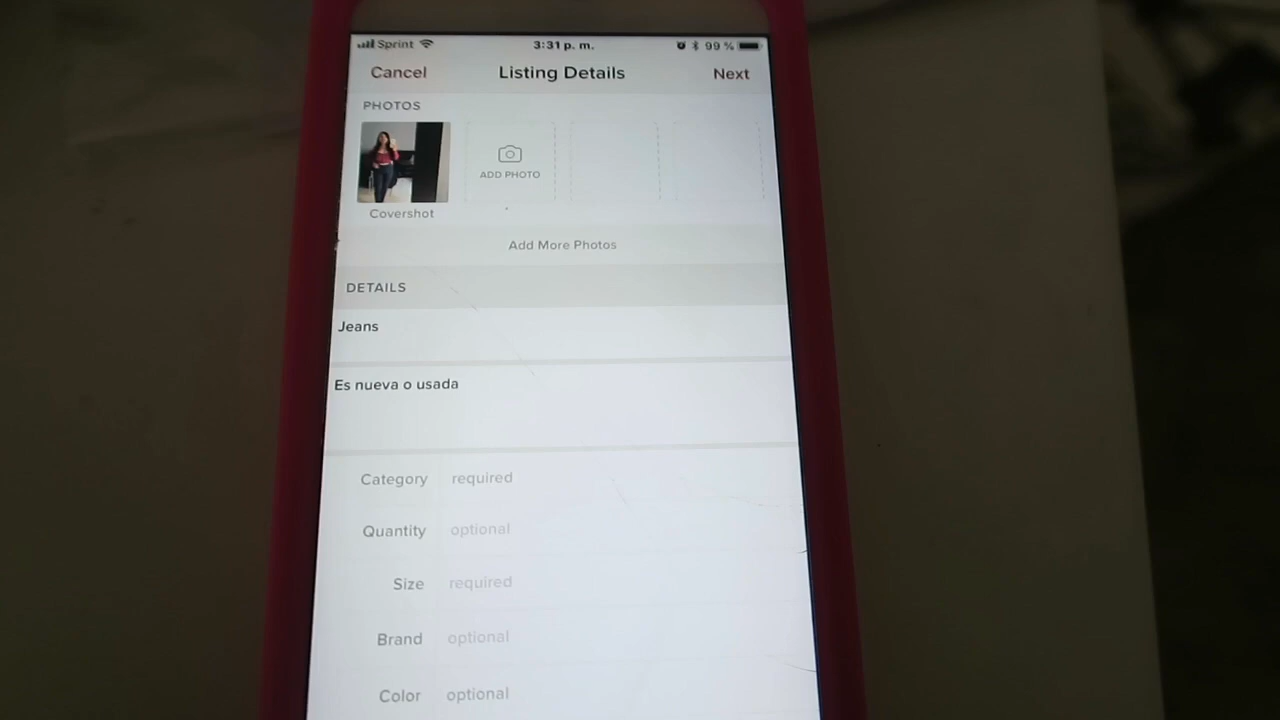 Sprint 3:31 p. m. 99 %
Cancel Listing Details Next
PHOTOS
ADD PHOTO
Covershot
Add More Photos
DETAILS
Jeans
Es nueva o usada
Category required
Quantity optional
Size required
Brand optional
Color optional